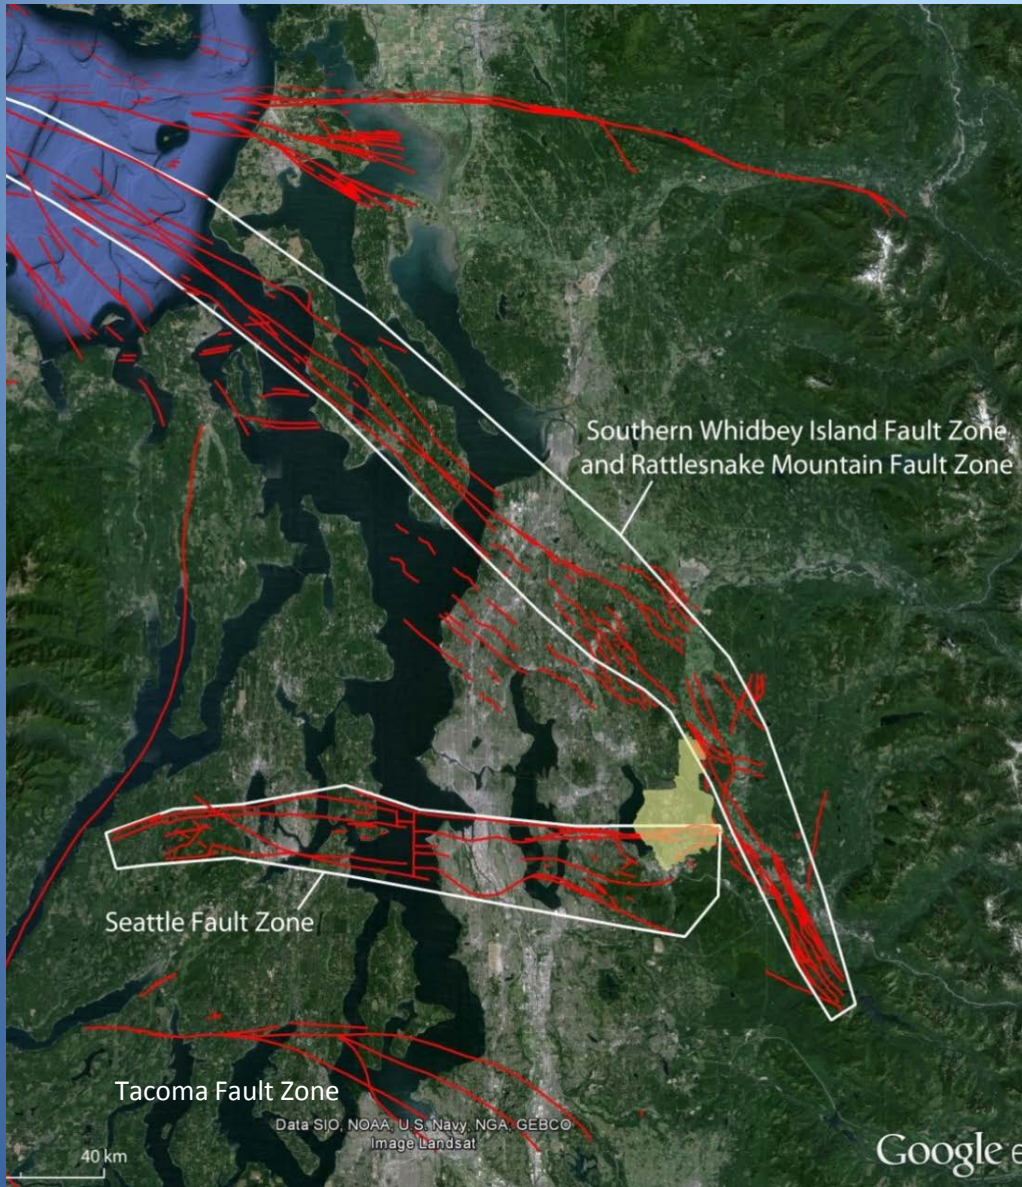 Southern Whidbey Island Fault Zone
and Rattlesnake Mountain Fault Zone
Seattle Fault Zone
Tacoma Fault Zone
Data SIO, NOAA, U.S. Navy, NGA, GEBCO
Image Landsat
40 km
Google e